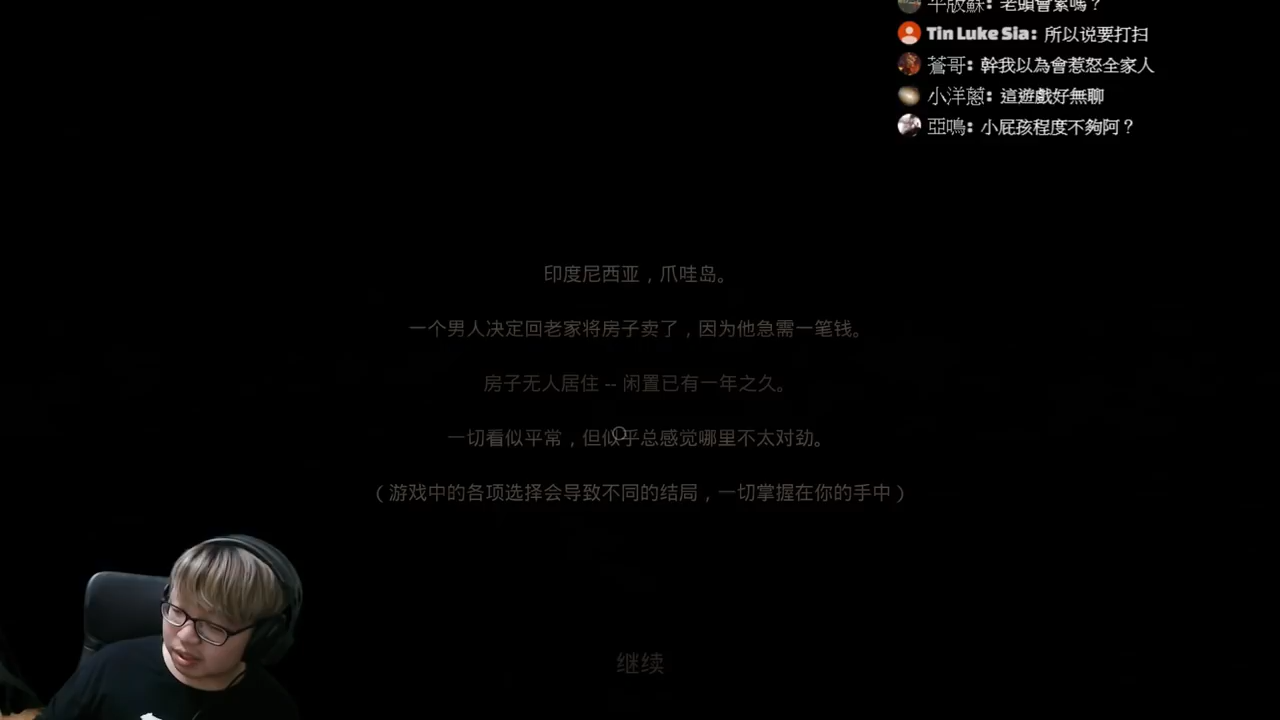 平版蘇: 老頭會累嗎？
Tin Luke Sia: 所以说要打扫
蒼哥: 幹我以為會惹怒全家人
小洋蔥: 這遊戲好無聊
亞鳴: 小屁孩程度不夠阿？
印度尼西亚，爪哇岛。
一个男人决定回老家将房子卖了，因为他急需一笔钱。
房子无人居住 -- 闲置已有一年之久。
一切看似平常，但似乎总感觉哪里不太对劲。
（游戏中的各项选择会导致不同的结局，一切掌握在你的手中）
继续